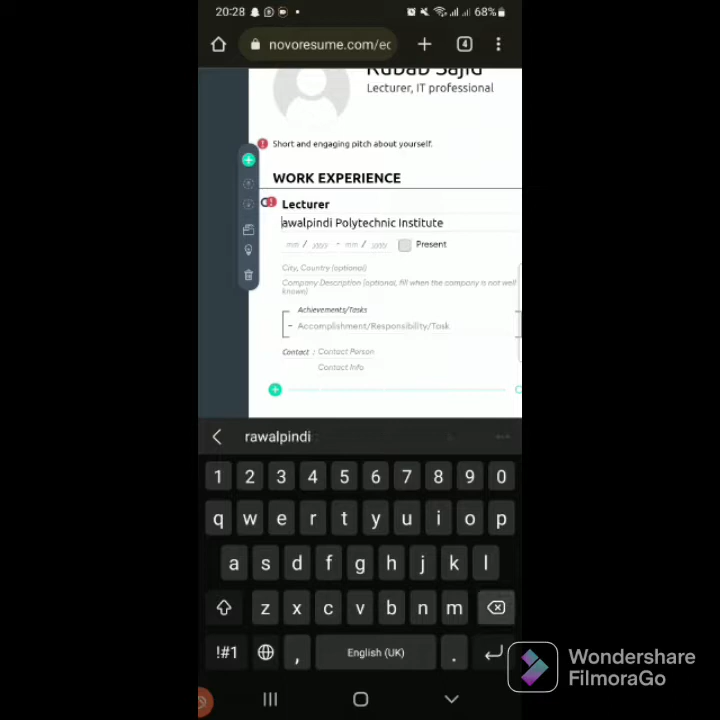 20:28
68%
novoresume.com/ec
4
Rubab Sajid
Lecturer, IT professional
Short and engaging pitch about yourself.
WORK EXPERIENCE
Lecturer
awalpindi Polytechnic Institute
mm / yyyy - mm / yyyy Present
City, Country (optional)
Company Description (optional, fill when the company is not well
known)
Achievements/Tasks
- Accomplishment/Responsibility/Task
Contact : Contact Person
Contact Info
rawalpindi
1 2 3 4 5 6 7 8 9 0
q w e r t y u i o p
a s d f g h j k l
z x c v b n m
!#1 , English (UK) .
Wondershare
FilmoraGo